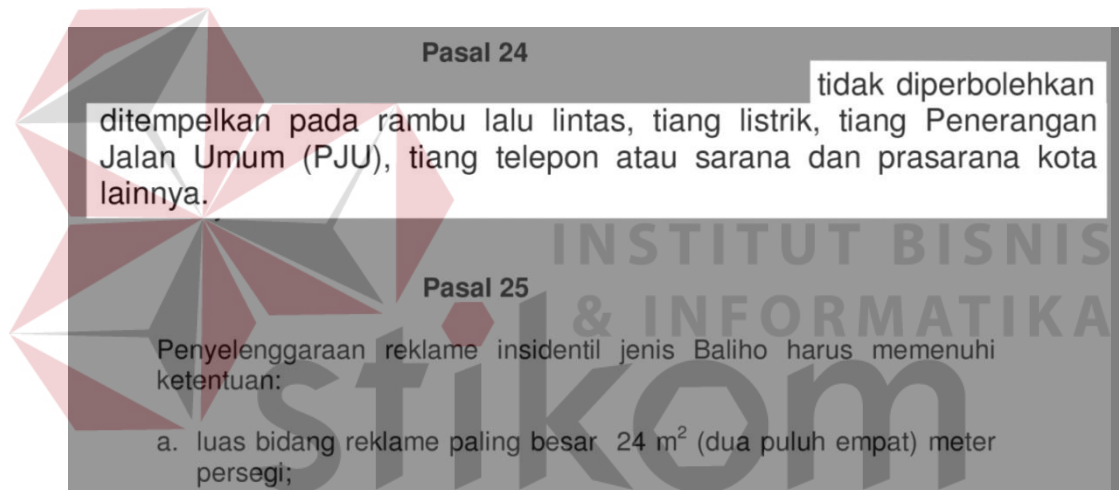 Pasal 24
tidak diperbolehkan
ditempelkan pada rambu lalu lintas, tiang listrik, tiang Penerangan
Jalan Umum (PJU), tiang telepon atau sarana dan prasarana kota
lainnya.
INSTITUT BISNIS
Pasal 25
& INFORMATIKA
Penyelenggaraan reklame insidentil jenis Baliho harus memenuhi
ketentuan:
stikom
a. luas bidang reklame paling besar 24 m² (dua puluh empat) meter
persegi;